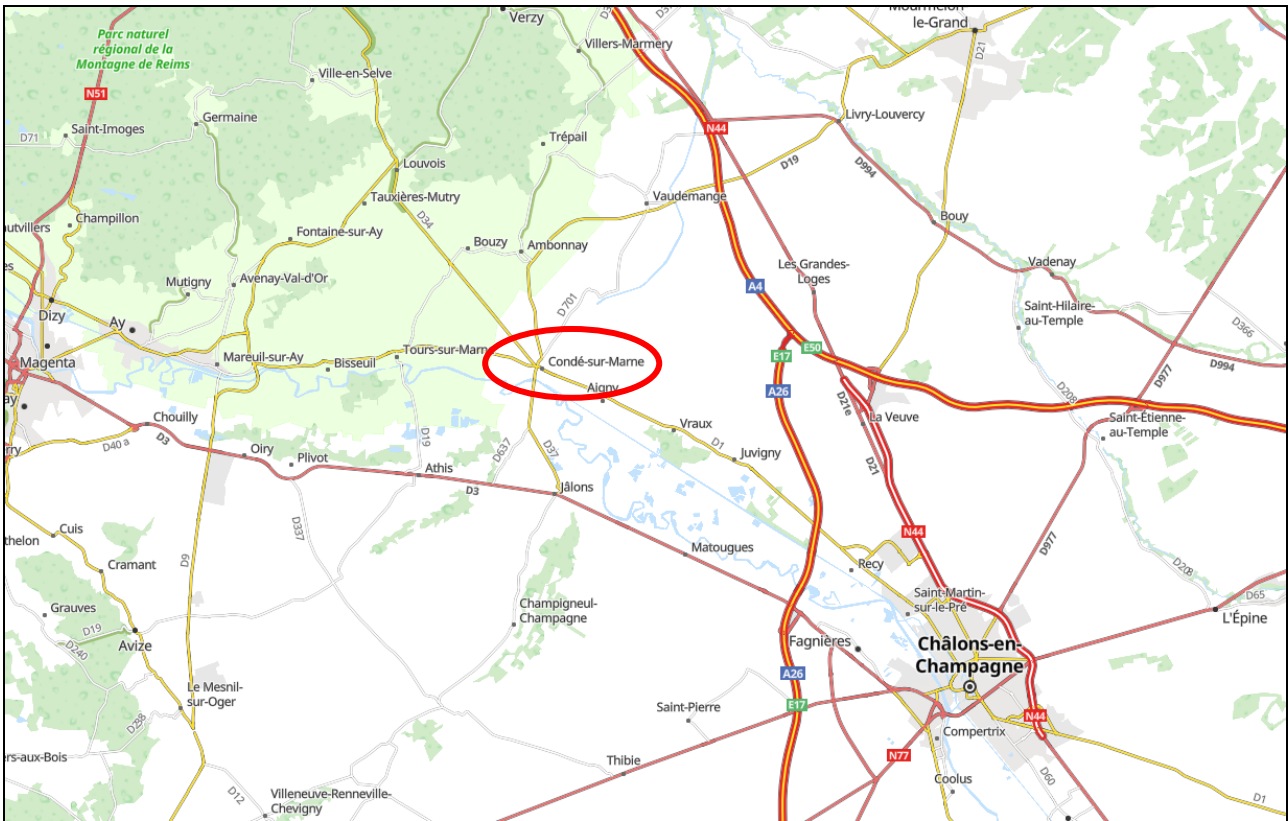 Verzy
Mourmelon
le-Grand
Parc naturel
régional de la
Montagne de Reims
Villers-Marmery
D21
Ville-en-Selve
N51
Germaine
Saint-Imoges
D71
Livry-Louvercy
N44
Trépail
Louvois
D19
D994
Tauxières-Mutry
Vaudemange
Champillon
D34
Bouy
Fontaine-sur-Ay
Bouzy
Ambonnay
Vadenay
Les Grandes-
Loges
Mutigny
Avenay-Val-d'Or
A4
D701
Saint-Hilaire-
au-Temple
Dizy
Ay
D366
E50
E17
Magenta
Mareuil-sur-Ay
Bisseuil
Tours-sur-Marne
Condé-sur-Marne
D994
D977
Aigny
A26
D208
D21e
La Veuve
Saint-Étienne-
au-Temple
Chouilly
Vraux
D3
D40 a
D19
D637
D37
D1
Oiry
Plivot
Athis
Juvigny
D21
D3
Jâlons
Cuis
D337
N44
Matougues
D977
Cramant
D9
Recy
D208
Saint-Martin-
sur-le-Pré
D65
L'Épine
Grauves
Champigneul-
Champagne
D19
D240
Avize
Fagnières
Châlons-en-
Champagne
A26
Le Mesnil-
sur-Oger
Saint-Pierre
E17
N44
D298
Compertrix
N77
Thibie
Coolus
D60
D12
Villeneuve-Renneville-
Chevigny
D1